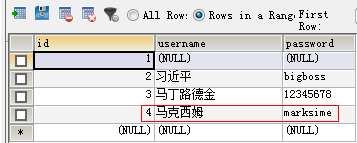 All Rows Rows in a Rang First Row:
id username password
1 (NULL) (NULL)
2 习近平 bigboss
3 马丁路德金 12345678
4 马克西姆 marksime
* (NULL) (NULL) (NULL)